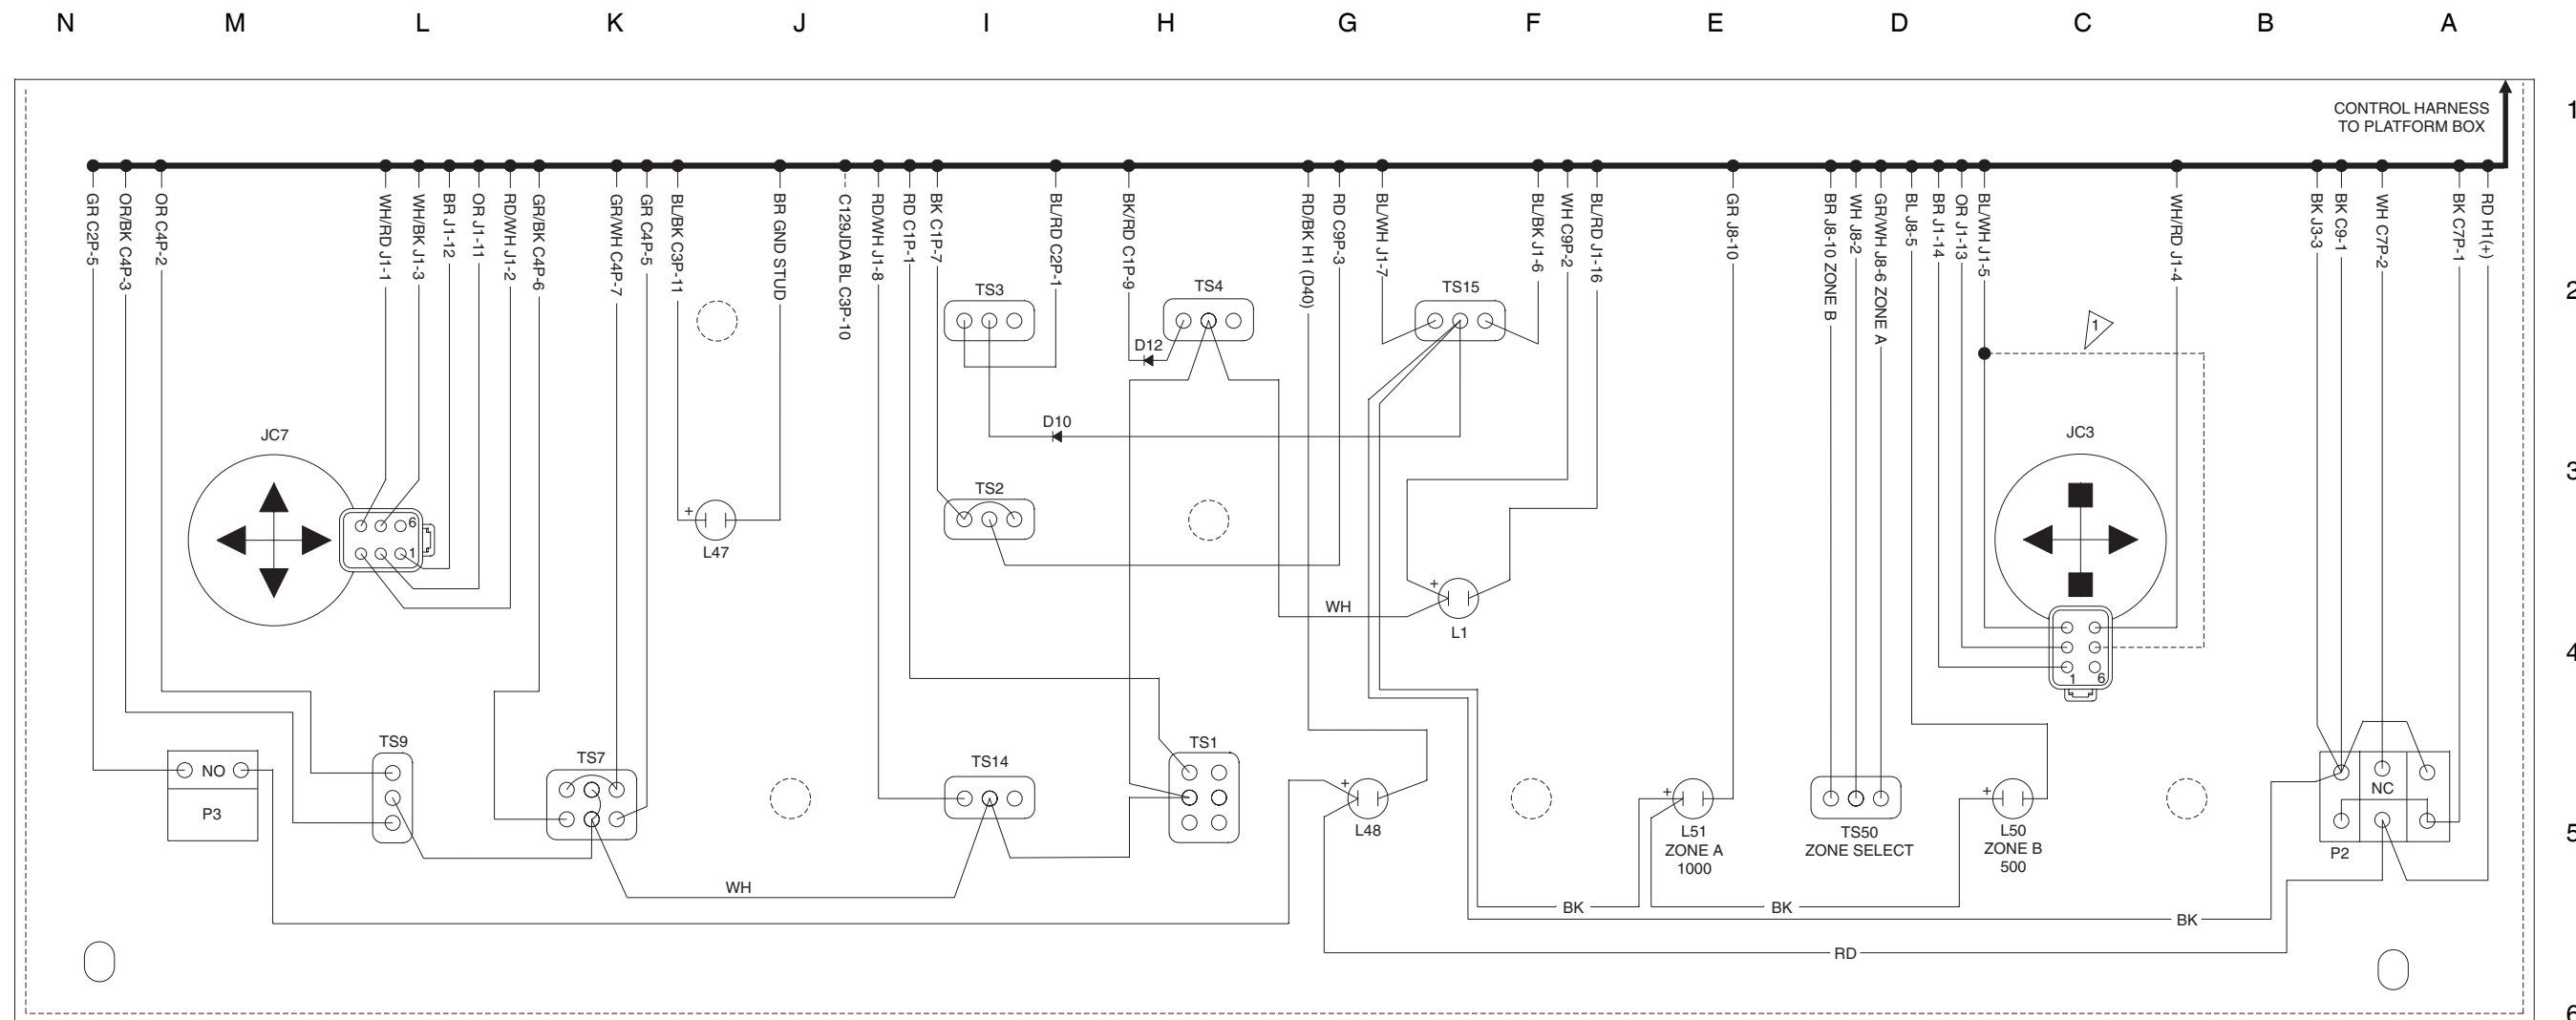 N M L K J I H G F E D C B A
1
CONTROL HARNESS
TO PLATFORM BOX
GR C2P-5
OR/BK C4P-3
OR C4P-2
WH/RD J1-1
WH/BK J1-3
BR J1-12
OR J1-11
RD/WH J1-2
GR/BK C4P-6
GR/WH C4P-7
GR C4P-5
BL/BK C3P-11
BR GND STUD
C129JDA BL C3P-10
RD/WH J1-8
RD C1P-1
BK C1P-7
BL/RD C2P-1
BK/RD C1P-9
RD/BK H1 (D40)
RD C9P-3
BL/WH J1-7
BL/BK J1-6
WH C9P-2
BL/RD J1-16
GR J8-10
BR J8-10 ZONE B
WH J8-2
GR/WH J8-6 ZONE A
BL J8-5
BR J1-14
OR J1-13
BL/WH J1-5
WH/RD J1-4
BK J3-3
BK C9-1
WH C7P-2
BK C7P-1
RD H1(+)
2
TS3
TS4
TS15
1
D12
D10
JC7
JC3
3
TS2
6
1
+
L47
+
WH
L1
4
1 6
TS9
TS7
TS14
TS1
NO
P3
+
L48
+
L51
ZONE A
1000
TS50
ZONE SELECT
+
L50
ZONE B
500
NC
P2
5
WH
BK
BK
BK
RD
6